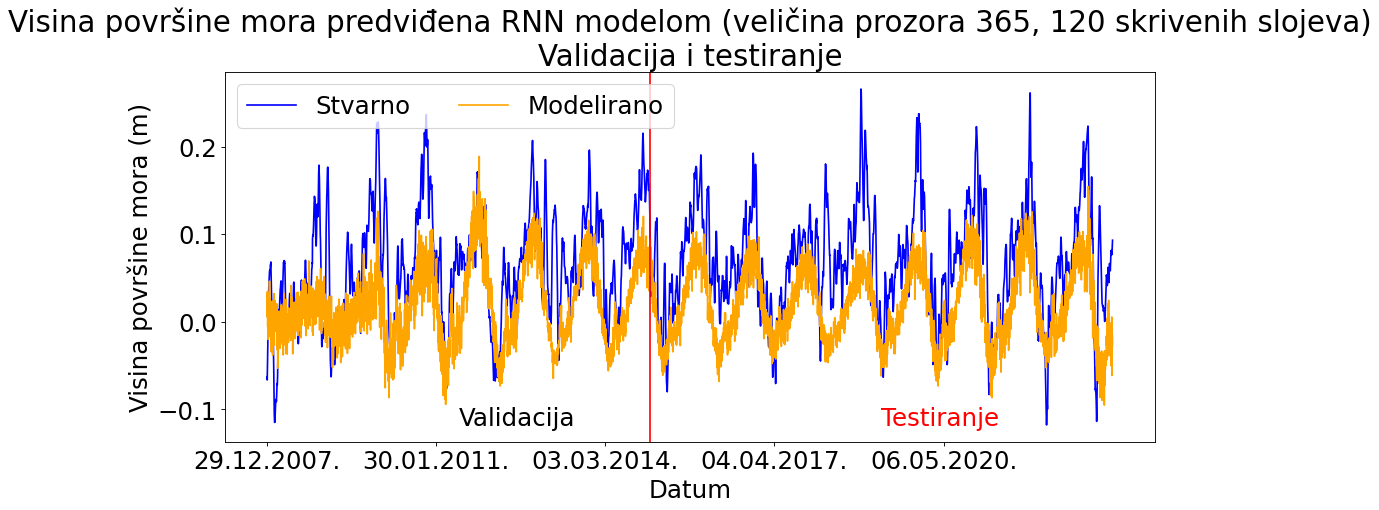 Visina površine mora predviđena RNN modelom (veličina prozora 365, 120 skrivenih slojeva)
Validacija i testiranje
Stvarno
Modelirano
Visina površine mora (m)
0.2
0.1
0.0
−0.1
Validacija
Testiranje
29.12.2007.
30.01.2011.
03.03.2014.
04.04.2017.
06.05.2020.
Datum